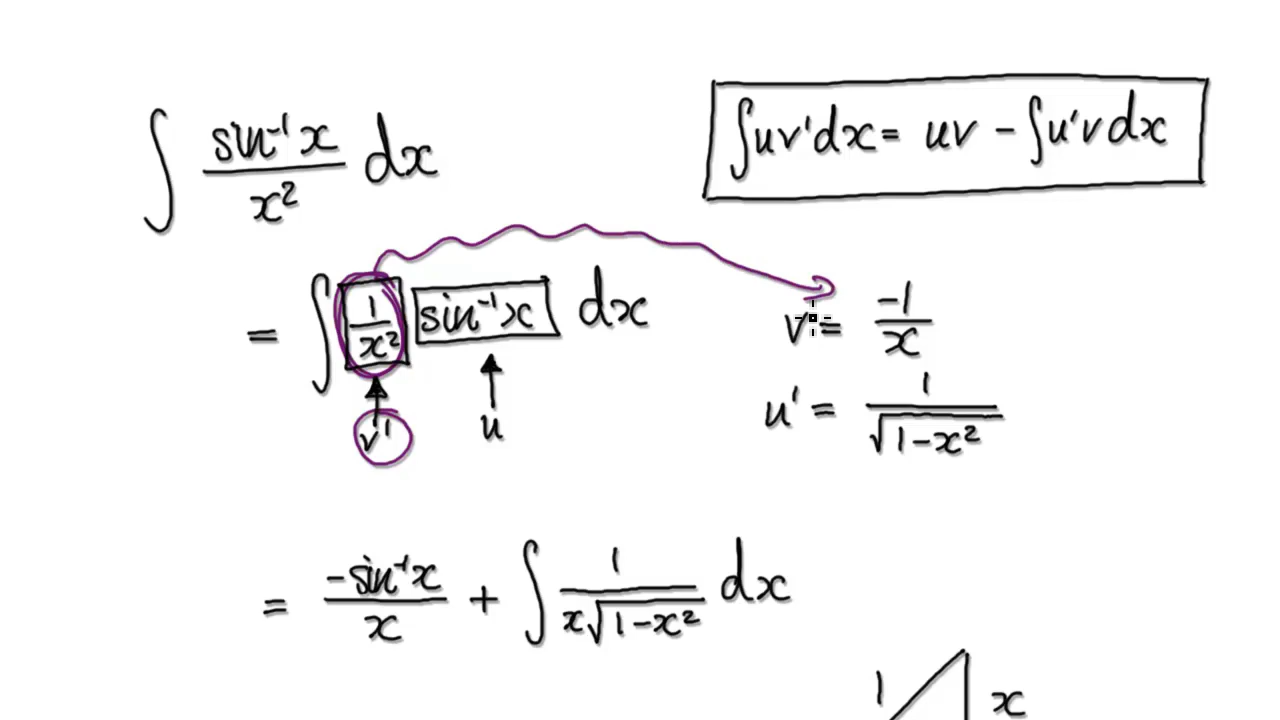 ∫ sin⁻¹x/x² dx
∫uv'dx = uv - ∫u'v dx
= ∫ 1/x² sin⁻¹x dx
v = -1/x
v' u
u' = 1/√(1-x²)
= -sin⁻¹x/x + ∫ 1/(x√(1-x²)) dx
1 x